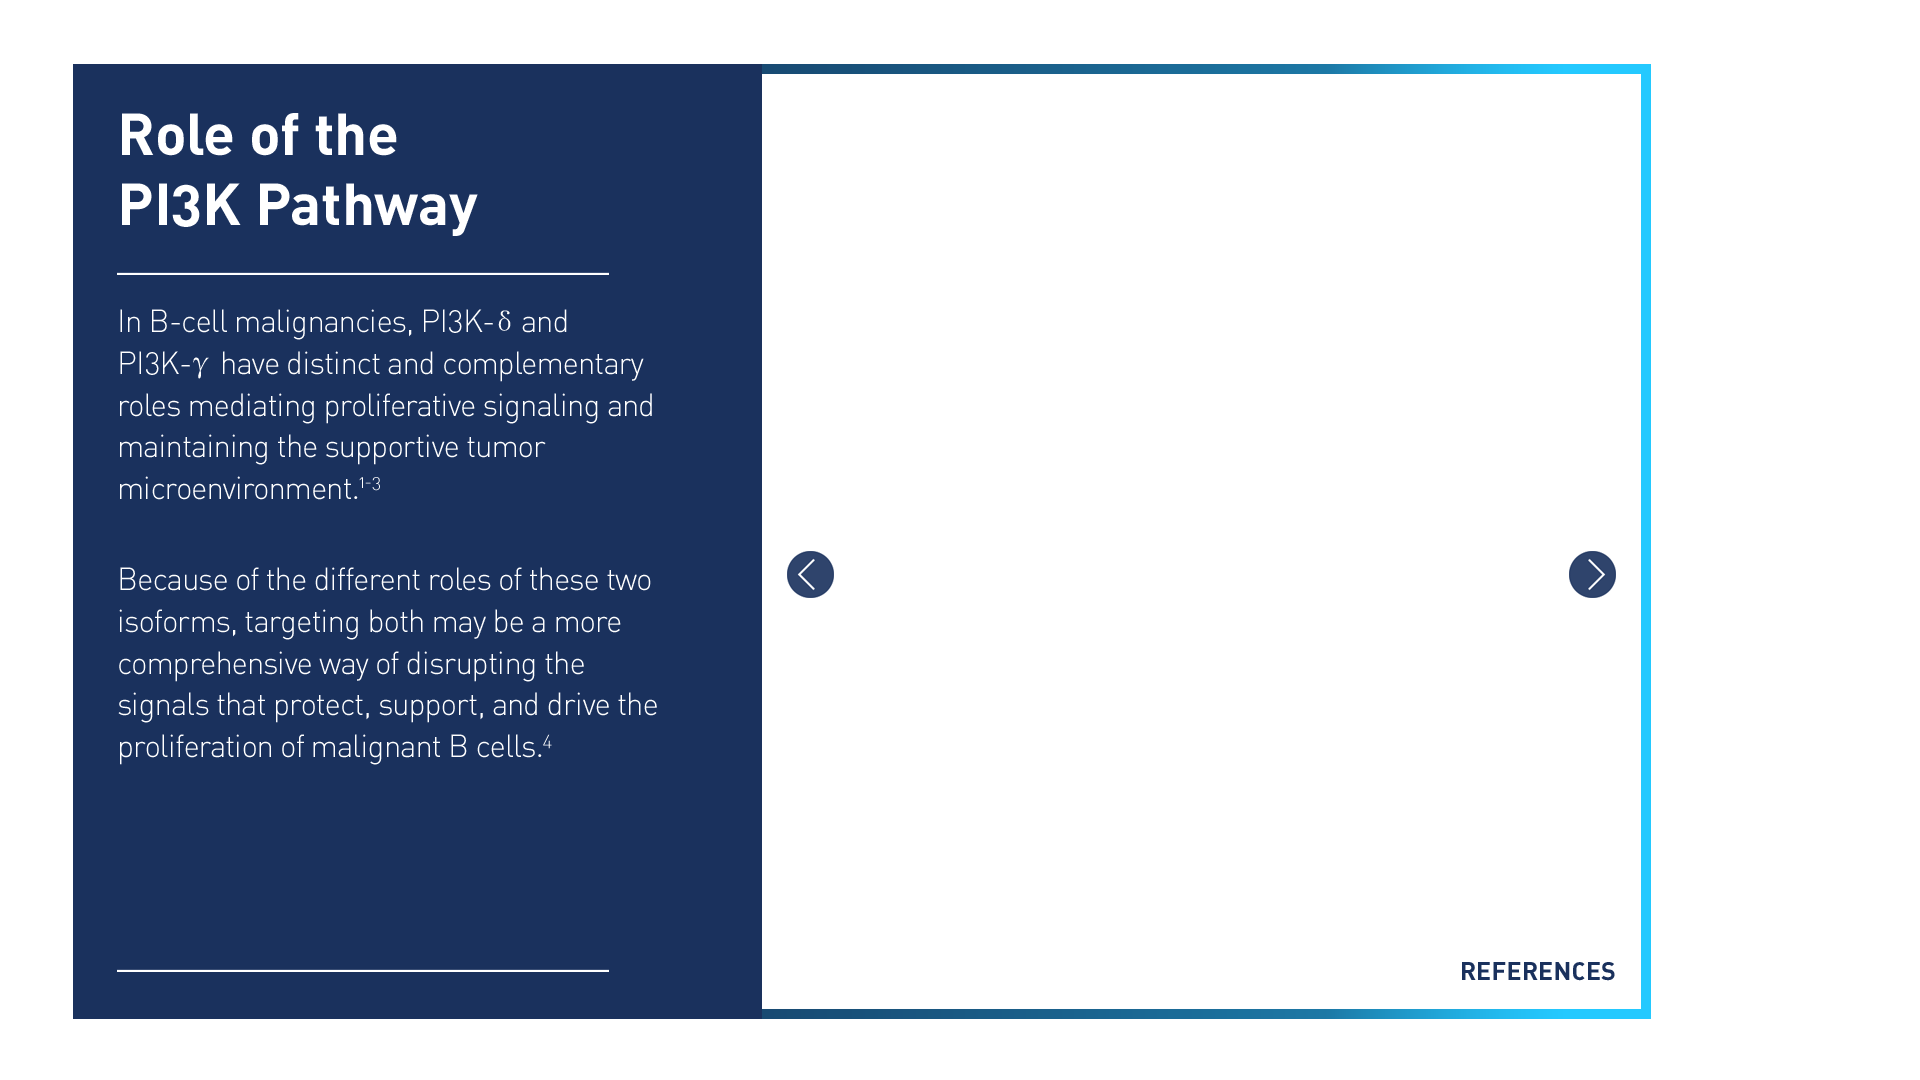 Role of the
PI3K Pathway
In B-cell malignancies, PI3K-δ and
PI3K-γ have distinct and complementary
roles mediating proliferative signaling and
maintaining the supportive tumor
microenvironment.¹⁻³
Because of the different roles of these two
isoforms, targeting both may be a more
comprehensive way of disrupting the
signals that protect, support, and drive the
proliferation of malignant B cells.⁴
REFERENCES